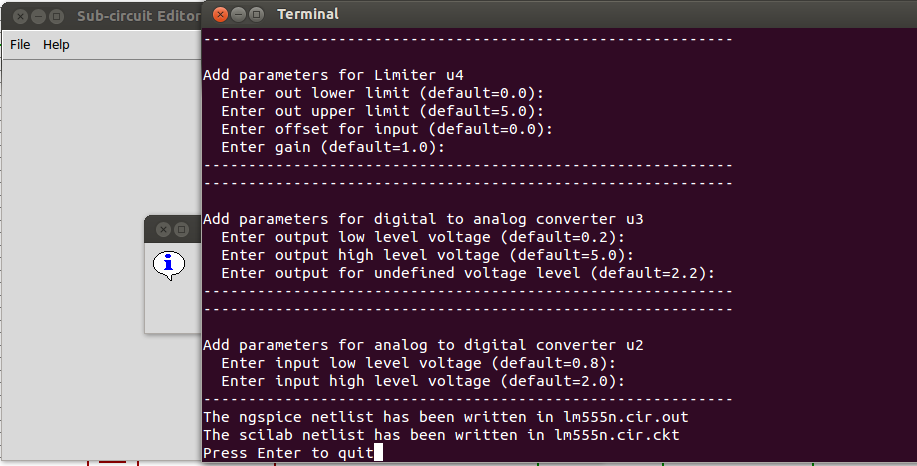 Sub-circuit Editor
File Help
Terminal
-----------------------------------------------------------
Add parameters for Limiter u4
Enter out lower limit (default=0.0):
Enter out upper limit (default=5.0):
Enter offset for input (default=0.0):
Enter gain (default=1.0):
-----------------------------------------------------------
-----------------------------------------------------------
Add parameters for digital to analog converter u3
Enter output low level voltage (default=0.2):
Enter output high level voltage (default=5.0):
Enter output for undefined voltage level (default=2.2):
-----------------------------------------------------------
-----------------------------------------------------------
Add parameters for analog to digital converter u2
Enter input low level voltage (default=0.8):
Enter input high level voltage (default=2.0):
-----------------------------------------------------------
The ngspice netlist has been written in lm555n.cir.out
The scilab netlist has been written in lm555n.cir.ckt
Press Enter to quit